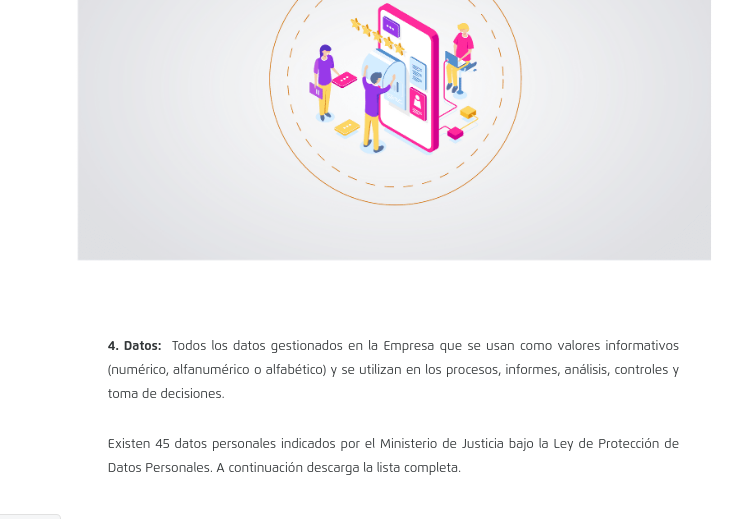 4. Datos: Todos los datos gestionados en la Empresa que se usan como valores informativos
(numérico, alfanumérico o alfabético) y se utilizan en los procesos, informes, análisis, controles y
toma de decisiones.
Existen 45 datos personales indicados por el Ministerio de Justicia bajo la Ley de Protección de
Datos Personales. A continuación descarga la lista completa.